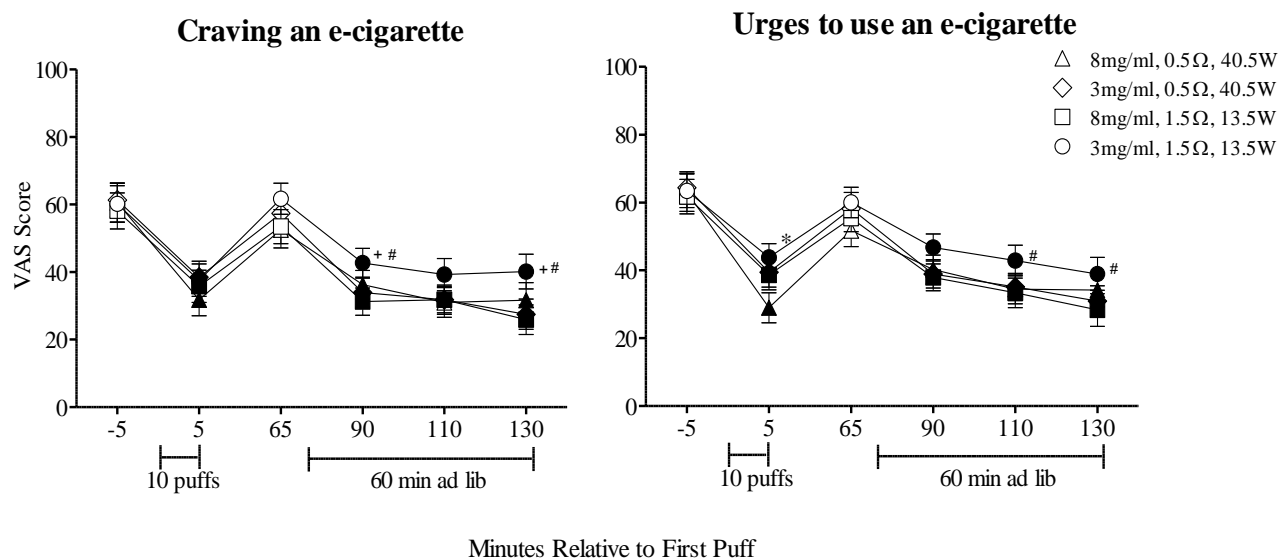 Craving an e-cigarette
Urges to use an e-cigarette
8mg/ml, 0.5Ω, 40.5W
3mg/ml, 0.5Ω, 40.5W
8mg/ml, 1.5Ω, 13.5W
3mg/ml, 1.5Ω, 13.5W
VAS Score
100
80
60
40
20
0
+ #
+ #
-5 5 65 90 110 130
10 puffs
60 min ad lib
100
80
60
40
20
0
*
#
#
-5 5 65 90 110 130
10 puffs
60 min ad lib
Minutes Relative to First Puff